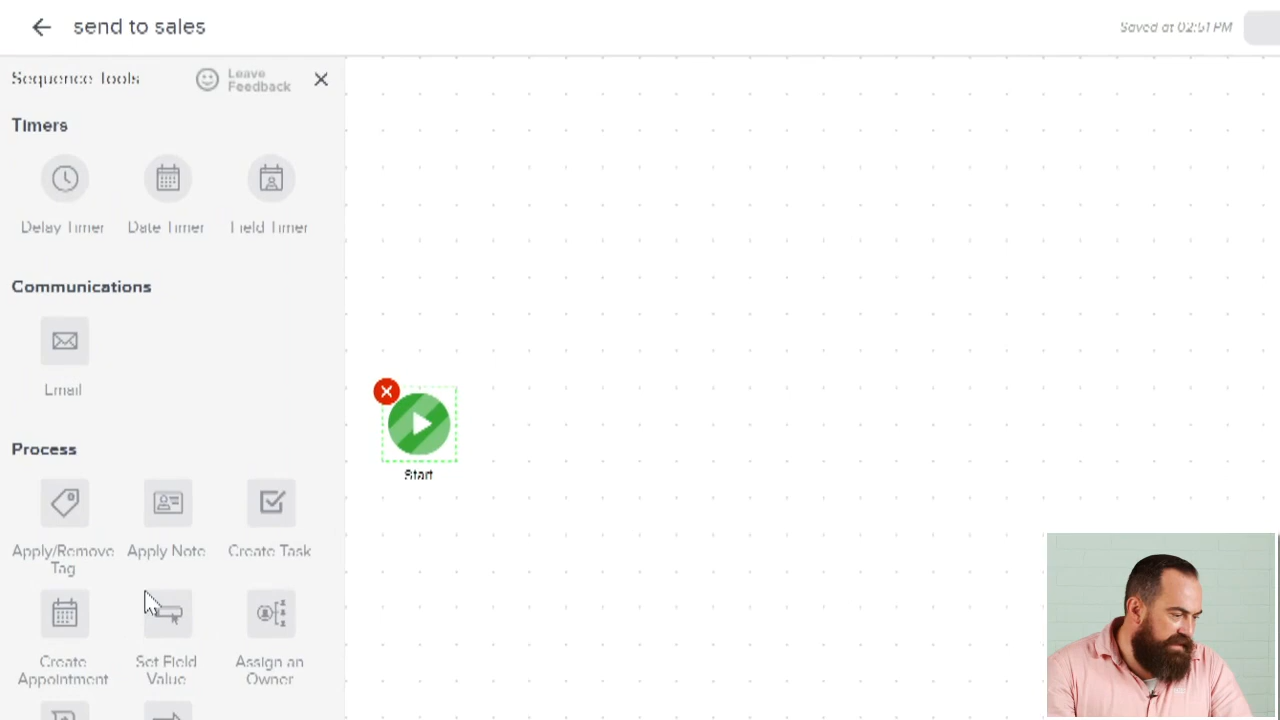 send to sales
Saved at 02:51 PM
Sequence Tools
Leave
Feedback
Timers
Delay Timer
Date Timer
Field Timer
Communications
Email
Process
Apply/Remove
Tag
Apply Note
Create Task
Create
Appointment
Set Field
Value
Assign an
Owner
Start